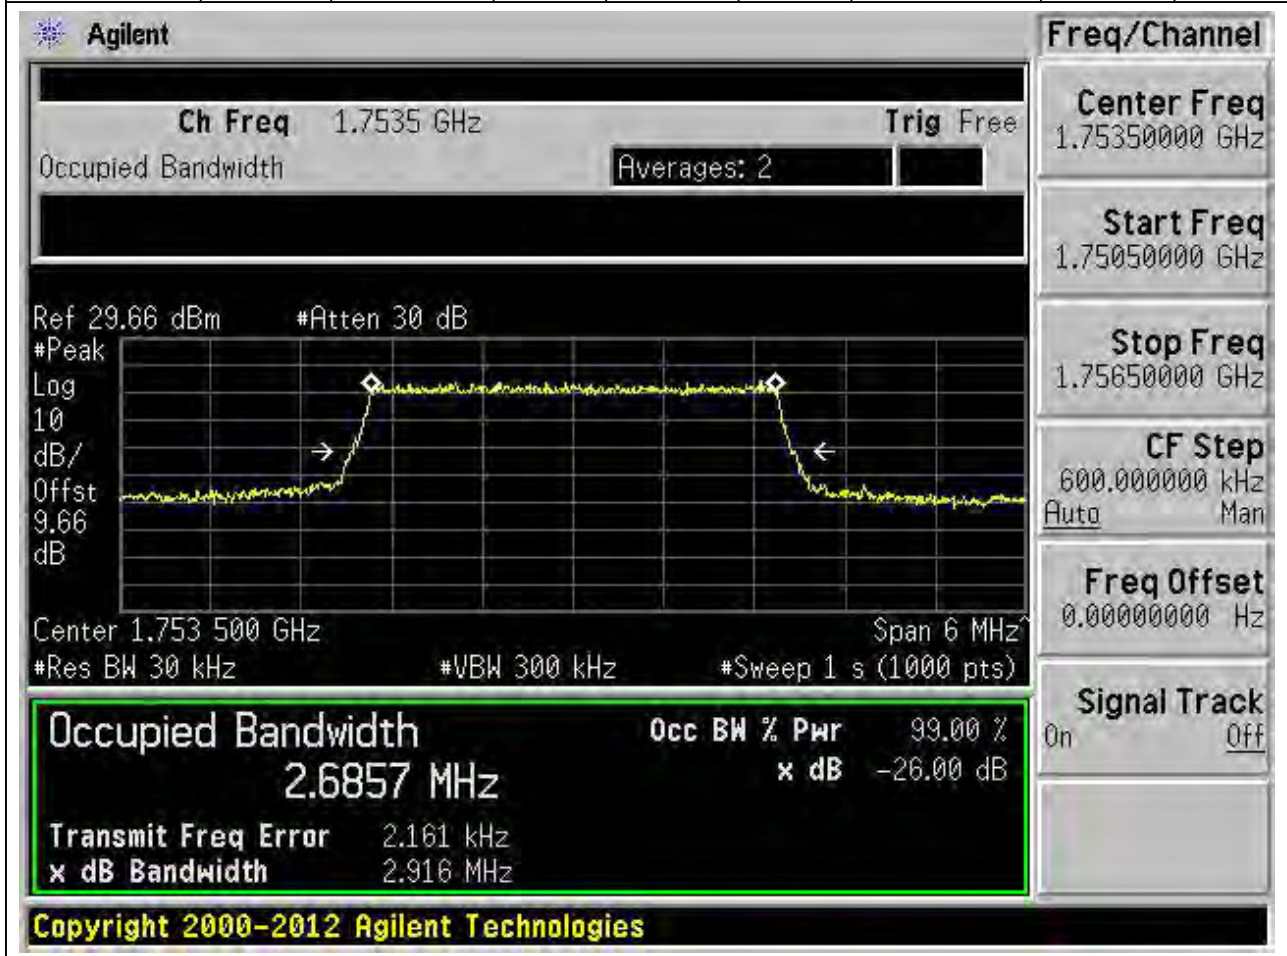 Agilent
Freq/Channel
Ch Freq 1.7535 GHz Trig Free
Occupied Bandwidth Averages: 2
Center Freq
1.75350000 GHz
Start Freq
1.75050000 GHz
Stop Freq
1.75650000 GHz
CF Step
600.000000 kHz
Auto Man
Freq Offset
0.00000000 Hz
Signal Track
On Off
Ref 29.66 dBm #Atten 30 dB
#Peak
Log
10
dB/
Offst
9.66
dB
Center 1.753 500 GHz Span 6 MHz^
#Res BW 30 kHz #VBW 300 kHz #Sweep 1 s (1000 pts)
Occupied Bandwidth Occ BW % Pwr 99.00 %
2.6857 MHz x dB -26.00 dB
Transmit Freq Error 2.161 kHz
x dB Bandwidth 2.916 MHz
Copyright 2000-2012 Agilent Technologies